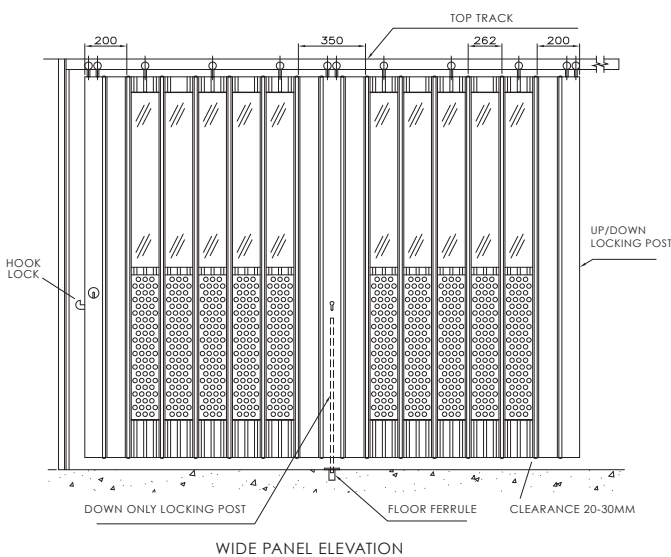 TOP TRACK
200
350
262
200
UP/DOWN
LOCKING POST
HOOK
LOCK
DOWN ONLY LOCKING POST
FLOOR FERRULE
CLEARANCE 20-30MM
WIDE PANEL ELEVATION